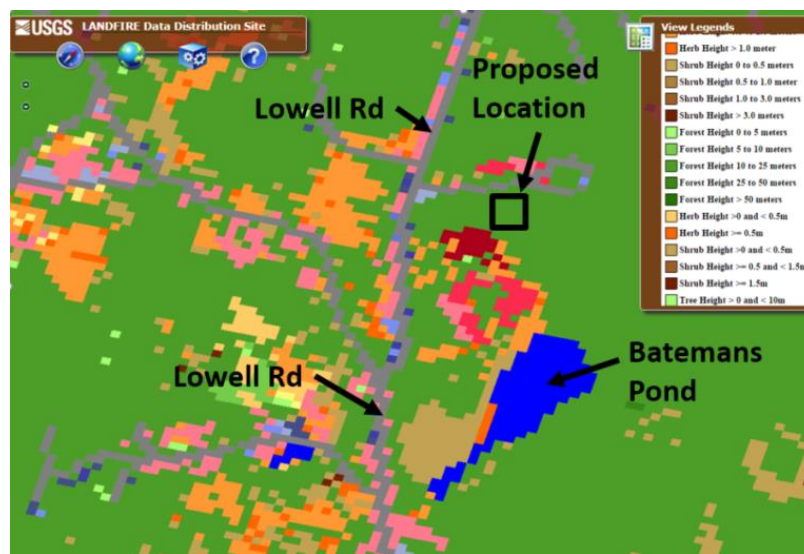 USGS LANDFIRE Data Distribution Site
View Legends
Herb Height > 1.0 meter
Shrub Height 0 to 0.5 meters
Shrub Height 0.5 to 1.0 meter
Shrub Height 1.0 to 3.0 meters
Shrub Height > 3.0 meters
Forest Height 0 to 5 meters
Forest Height 5 to 10 meters
Forest Height 10 to 25 meters
Forest Height 25 to 50 meters
Forest Height > 50 meters
Herb Height >0 and < 0.5m
Herb Height >= 0.5m
Shrub Height >0 and < 0.5m
Shrub Height >= 0.5 and < 1.5m
Shrub Height >= 1.5m
Tree Height > 0 and < 10m
Proposed
Location
Lowell Rd
Lowell Rd
Batemans
Pond